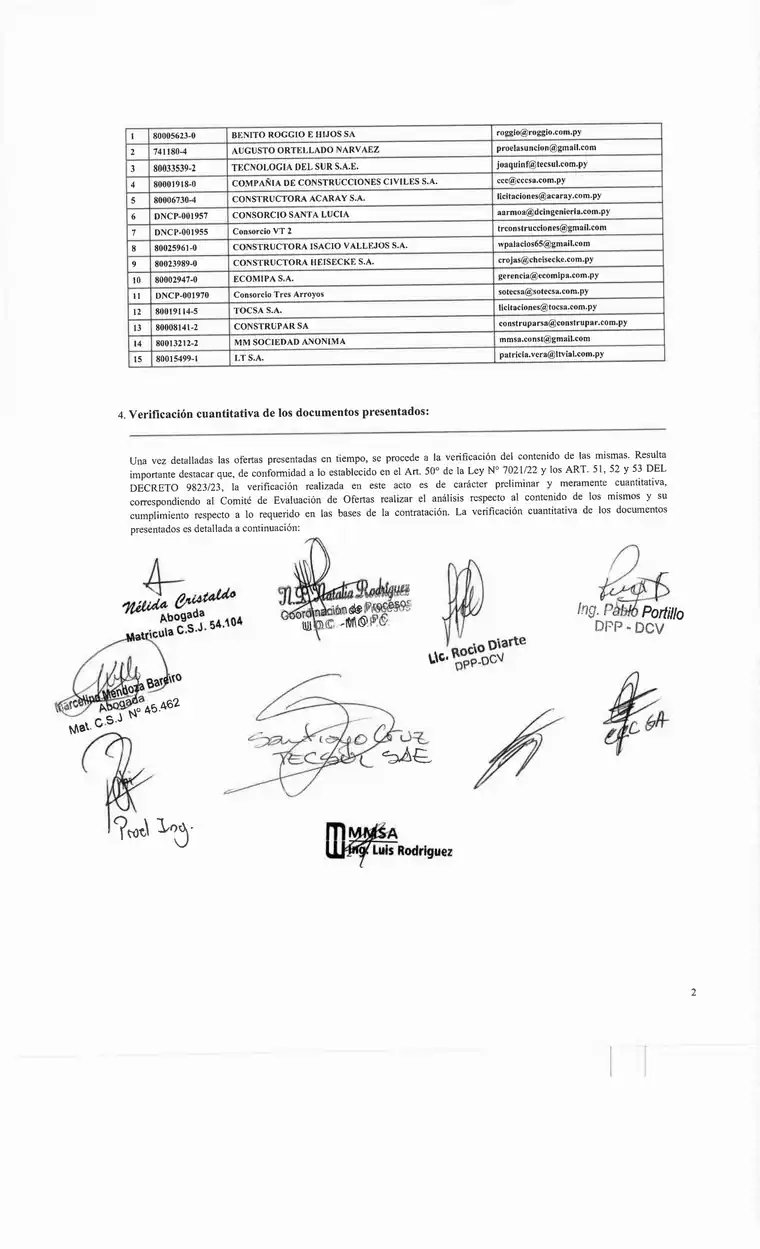 1 80005623-0 BENITO ROGGIO E HIJOS SA roggio@roggio.com.py
2 741180-4 AUGUSTO ORTELLADO NARVAEZ proelasuncion@gmail.com
3 80033539-2 TECNOLOGIA DEL SUR S.A.E. joaquinf@tecsul.com.py
4 80001918-0 COMPAÑIA DE CONSTRUCCIONES CIVILES S.A. ccc@cccsa.com.py
5 80006730-4 CONSTRUCTORA ACARAY S.A. licitaciones@acaray.com.py
6 DNCP-001957 CONSORCIO SANTA LUCIA aarmoa@dcingenieria.com.py
7 DNCP-001955 Consorcio VT 2 trconstrucciones@gmail.com
8 80025961-0 CONSTRUCTORA ISACIO VALLEJOS S.A. wpalacios65@gmail.com
9 80023989-0 CONSTRUCTORA HEISECKE S.A. crojas@cheisecke.com.py
10 80002947-0 ECOMIPA S.A. gerencia@ecomipa.com.py
11 DNCP-001970 Consorcio Tres Arroyos sotecsa@sotecsa.com.py
12 80019114-5 TOCSA S.A. licitaciones@tocsa.com.py
13 80008141-2 CONSTRUPAR SA construparsa@construpar.com.py
14 80013212-2 MM SOCIEDAD ANONIMA mmsa.const@gmail.com
15 80015499-1 LT S.A. patricia.vera@ltvial.com.py
4. Verificación cuantitativa de los documentos presentados:
Una vez detalladas las ofertas presentadas en tiempo, se procede a la verificación del contenido de las mismas. Resulta
importante destacar que, de conformidad a lo establecido en el Art. 50° de la Ley N° 7021/22 y los ART. 51, 52 y 53 DEL
DECRETO 9823/23, la verificación realizada en este acto es de carácter preliminar y meramente cuantitativa,
correspondiendo al Comité de Evaluación de Ofertas realizar el análisis respecto al contenido de los mismos y su
cumplimiento respecto a lo requerido en las bases de la contratación. La verificación cuantitativa de los documentos
presentados es detallada a continuación:
Nélida Cristaldo
Abogada
Matricula C.S.J. 54.104
Natalia Rodriguez
Coordinación de Procesos
UOC - MOPC
Lic. Rocio Diarte
DPP-DCV
Ing. Pablo Portillo
DPP - DCV
Marcelina Mendoza Bareiro
Abogada
Mat. C.S.J N° 45.462
Santiago Cruz
TECSUL SAE
Proel Ing.
MMSA
Ing. Luis Rodriguez
2